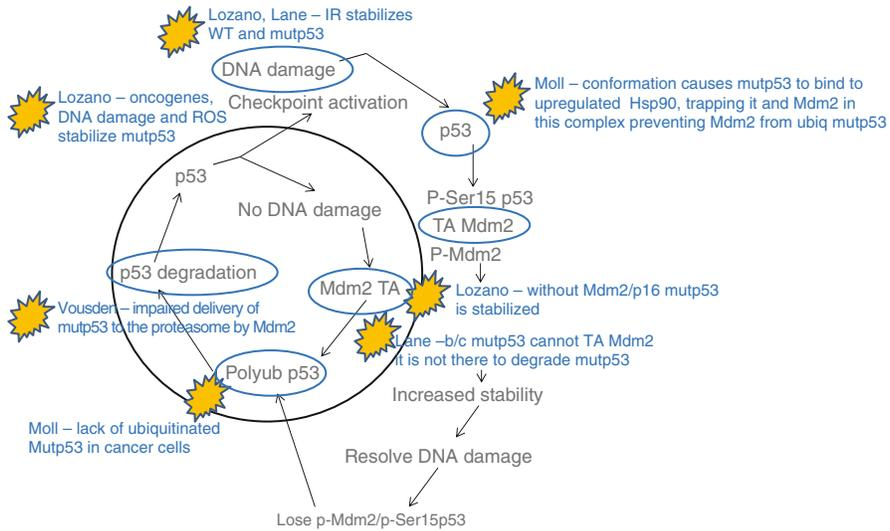 Lozano, Lane – IR stabilizes
WT and mutp53
DNA damage
Lozano – oncogenes,
DNA damage and ROS
stabilize mutp53
Checkpoint activation
Moll – conformation causes mutp53 to bind to
upregulated Hsp90, trapping it and Mdm2 in
this complex preventing Mdm2 from ubiq mutp53
p53
p53
No DNA damage
P-Ser15 p53
TA Mdm2
P-Mdm2
p53 degradation
Mdm2 TA
Lozano – without Mdm2/p16 mutp53
is stabilized
Vousden – impaired delivery of
mutp53 to the proteasome by Mdm2
Lane –b/c mutp53 cannot TA Mdm2
it is not there to degrade mutp53
Polyub p53
Increased stability
Moll – lack of ubiquitinated
Mutp53 in cancer cells
Resolve DNA damage
Lose p-Mdm2/p-Ser15p53